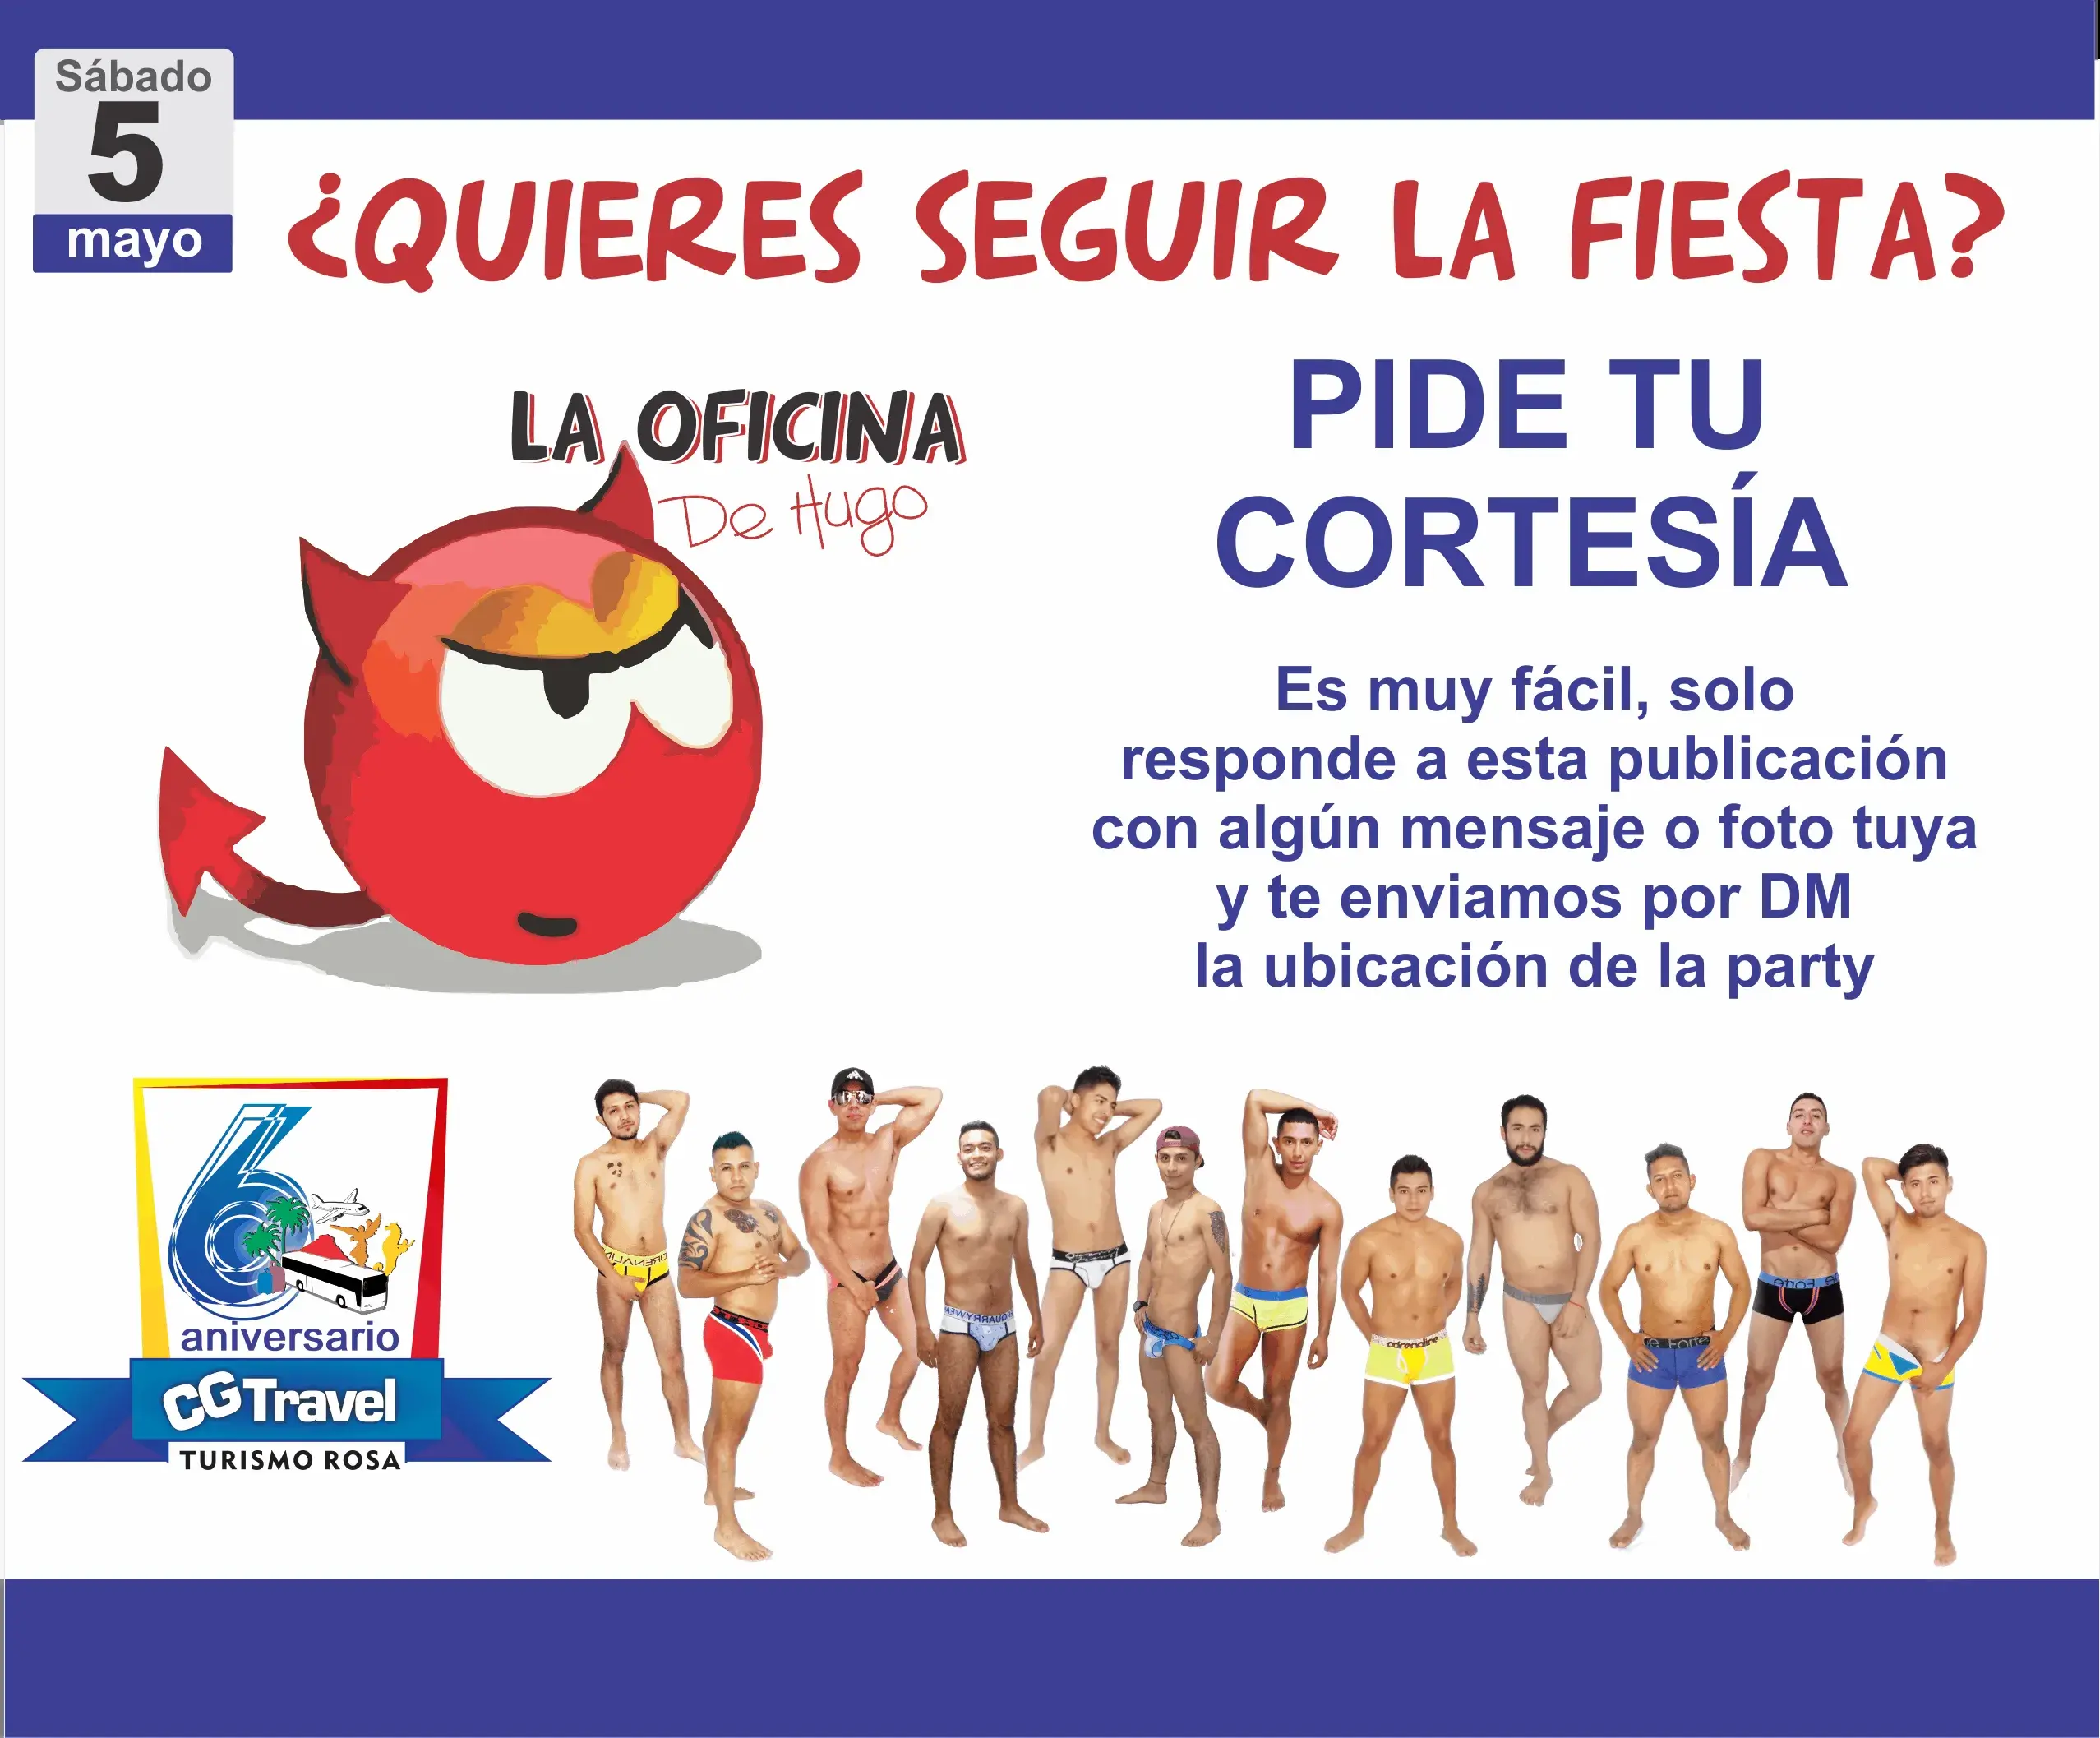 Sábado
5
mayo
¿QUIERES SEGUIR LA FIESTA?
LA OFICINA
De Hugo
PIDE TU
CORTESÍA
Es muy fácil, solo
responde a esta publicación
con algún mensaje o foto tuya
y te enviamos por DM
la ubicación de la party
6
aniversario
CGTravel
TURISMO ROSA
adrenaline